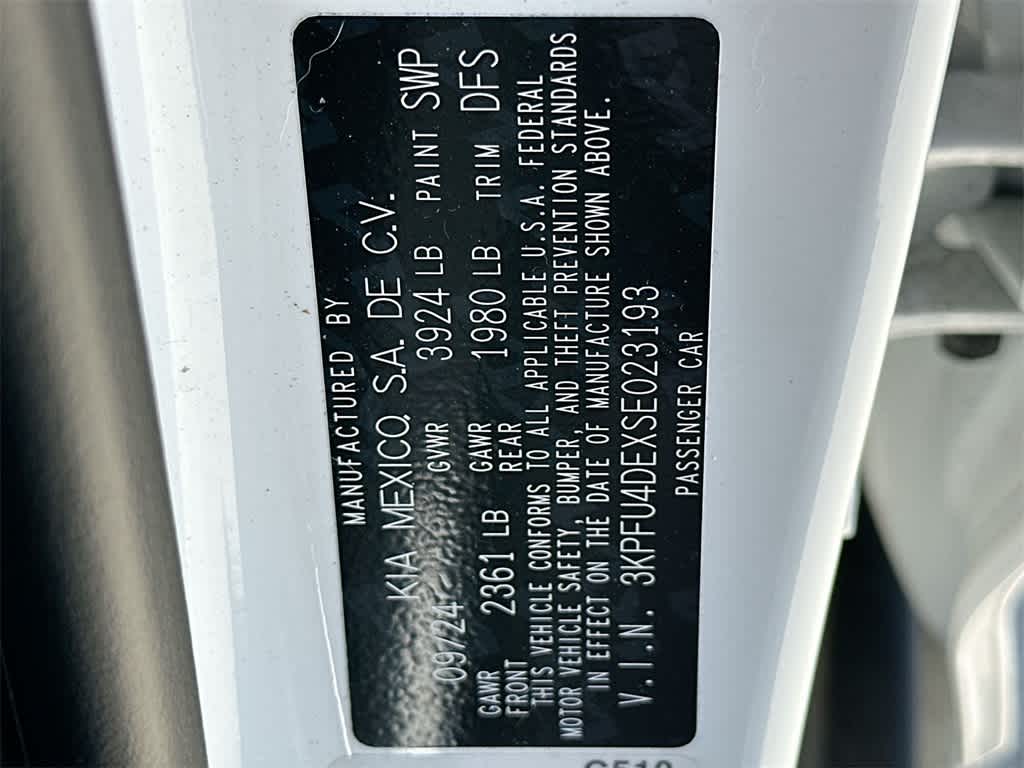 MANUFACTURED BY
KIA MEXICO, S.A. DE C.V.
09/24 GVWR 3924 LB PAINT SWP
GAWR FRONT 2361 LB GAWR REAR 1980 LB TRIM DFS
THIS VEHICLE CONFORMS TO ALL APPLICABLE U.S.A. FEDERAL
MOTOR VEHICLE SAFETY, BUMPER, AND THEFT PREVENTION STANDARDS
IN EFFECT ON THE DATE OF MANUFACTURE SHOWN ABOVE.
V.I.N. 3KPFU4DEXSE023193
PASSENGER CAR